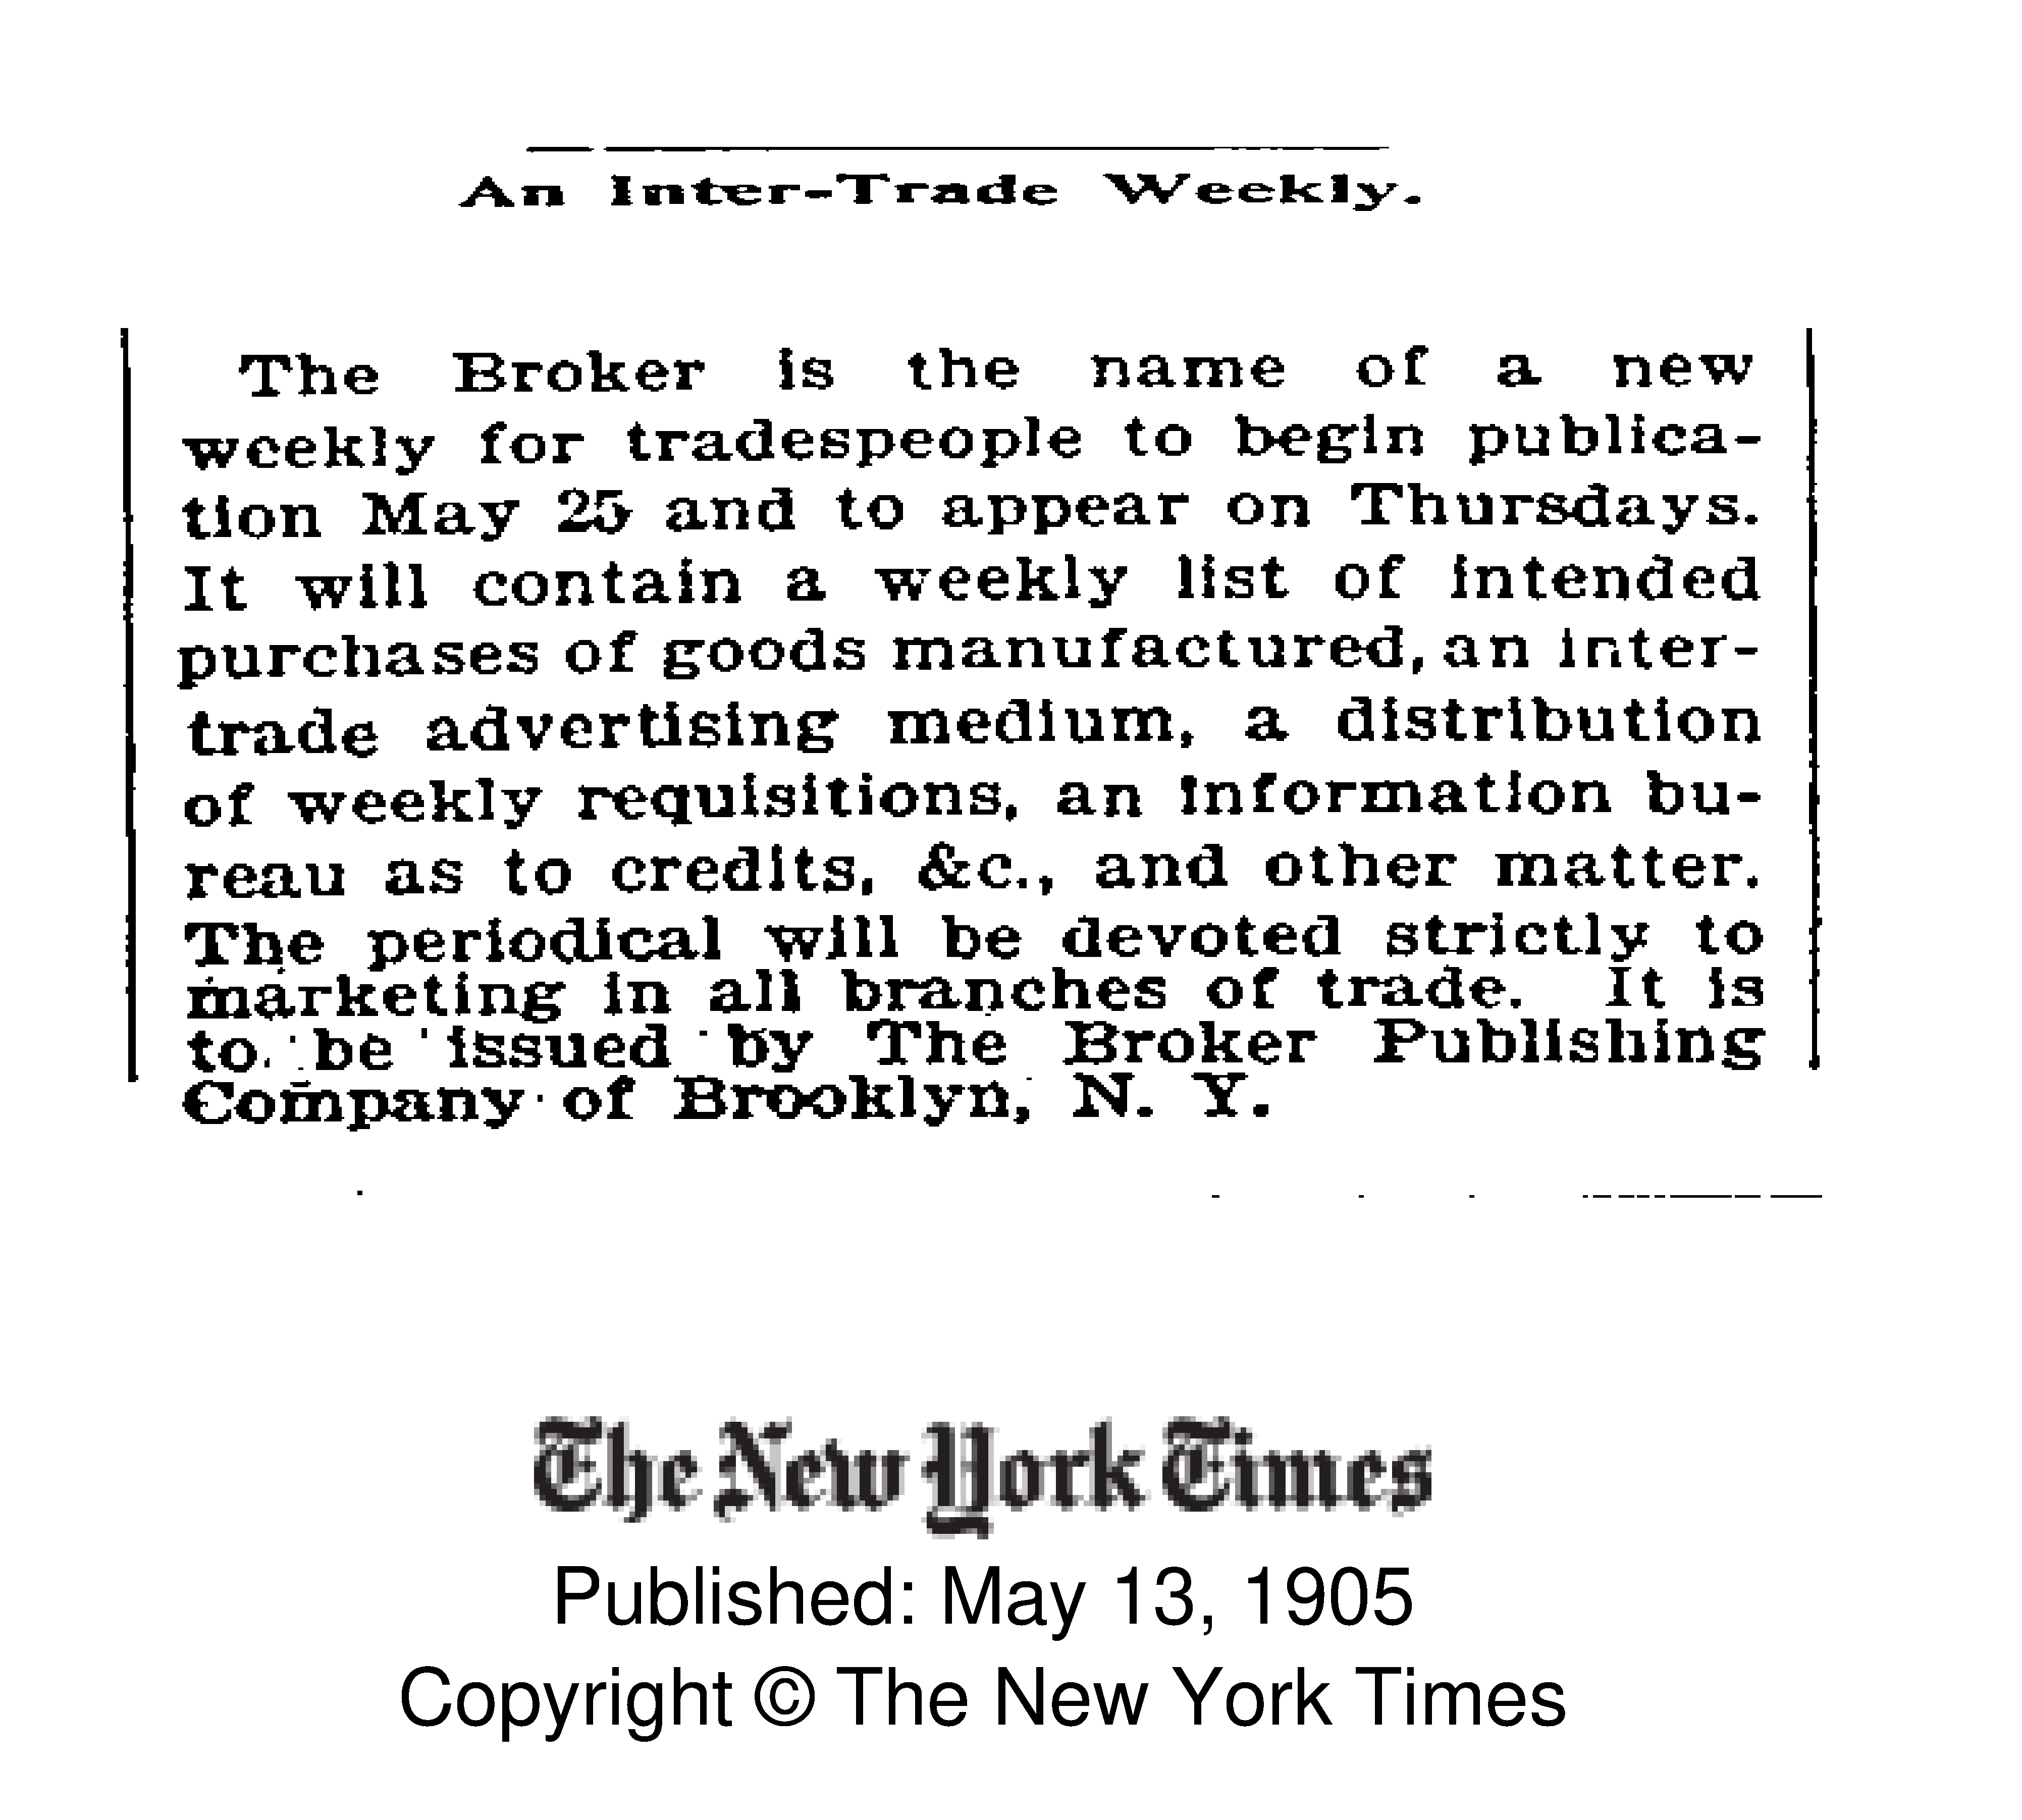 An Inter-Trade Weekly.
The Broker is the name of a new
weekly for tradespeople to begin publica-
tion May 25 and to appear on Thursdays.
It will contain a weekly list of intended
purchases of goods manufactured, an inter-
trade advertising medium, a distribution
of weekly requisitions, an information bu-
reau as to credits, &c., and other matter.
The periodical will be devoted strictly to
marketing in all branches of trade. It is
to be issued by The Broker Publishing
Company of Brooklyn, N. Y.
The New York Times
Published: May 13, 1905
Copyright © The New York Times